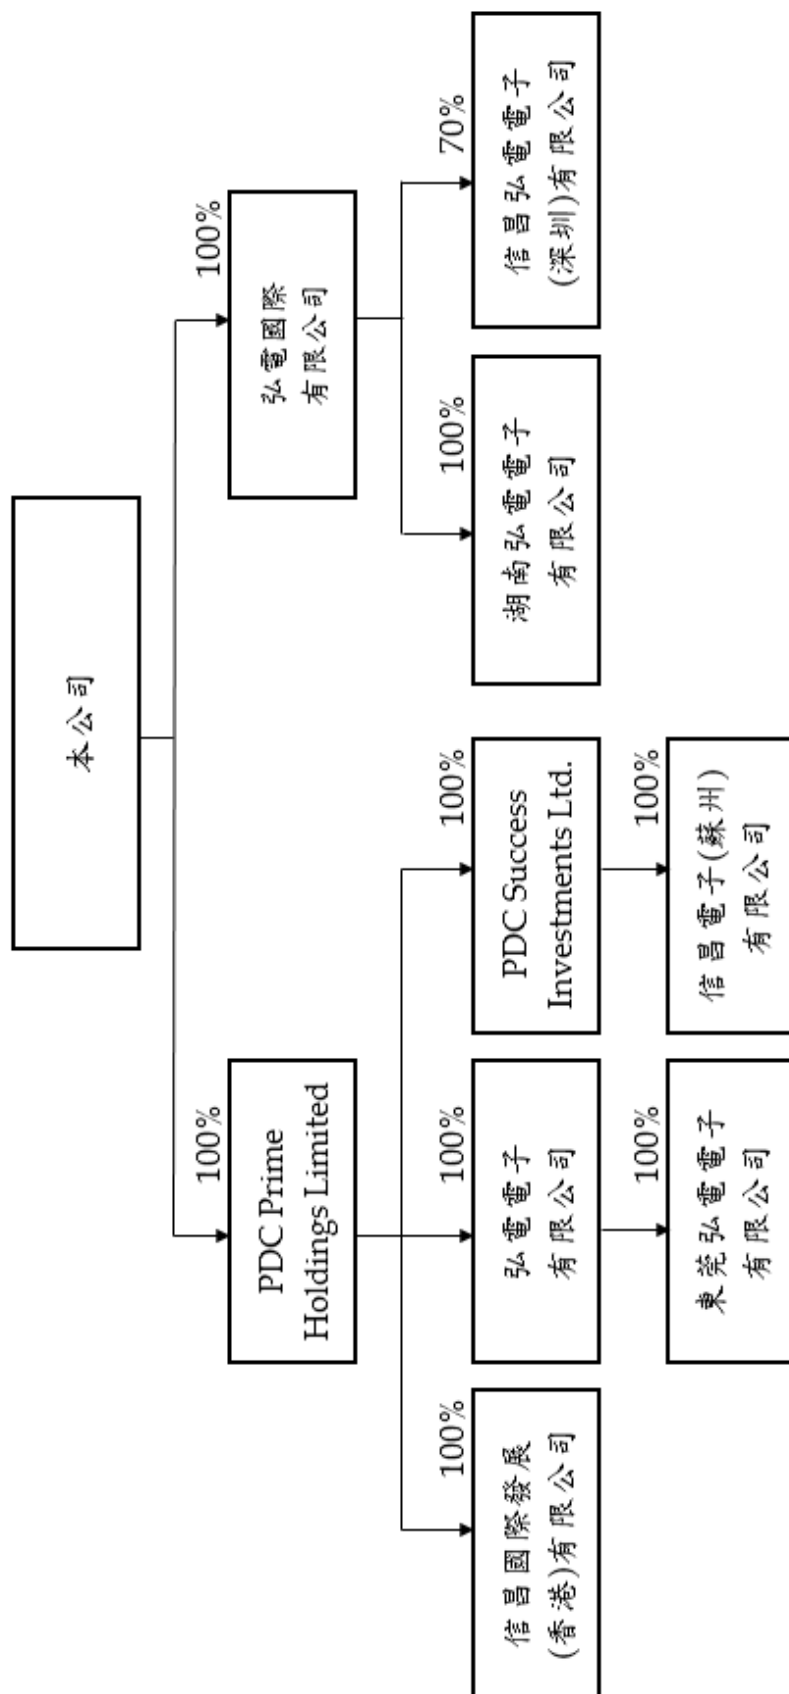 本公司
100%
PDC Prime
Holdings Limited
100%
弘電國際
有限公司
100%
信昌國際發展
(香港)有限公司
100%
弘電電子
有限公司
100%
PDC Success
Investments Ltd.
100%
湖南弘電電子
有限公司
70%
信昌弘電電子
(深圳)有限公司
100%
東莞弘電電子
有限公司
100%
信昌電子(蘇州)
有限公司